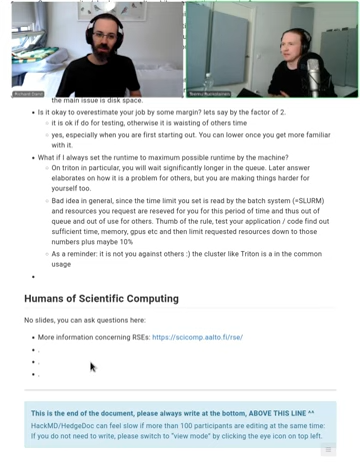 the main issue is disk space.
• Is it okay to overestimate your job by some margin? lets say by the factor of 2.
○ it is ok if do for testing, otherwise it is waisting of others time
○ yes, especially when you are first starting out. You can lower once you get more familiar
with it.
• What if I always set the runtime to maximum possible runtime by the machine?
○ On triton in particular, you will wait significantly longer in the queue. Later answer
elaborates on how it is a problem for others, but you are making things harder for
yourself too.
○ Bad idea in general, since the time limit you set is read by the batch system (=SLURM)
and resources you request are reseved for you for this period of time and thus out of
queue and out of use for others. Thumb of the rule, test your application / code find out
sufficient time, memory, gpus etc and then limit requested resources down to those
numbers plus maybe 10%
○ As a reminder: it is not you against others :) the cluster like Triton is a in the common
usage
Humans of Scientific Computing
No slides, you can ask questions here:
• More information concerning RSEs: https://scicomp.aalto.fi/rse/
• .
• .
• .
This is the end of the document, please always write at the bottom, ABOVE THIS LINE ^^
HackMD/HedgeDoc can feel slow if more than 100 participants are editing at the same time:
If you do not need to write, please switch to "view mode" by clicking the eye icon on top left.